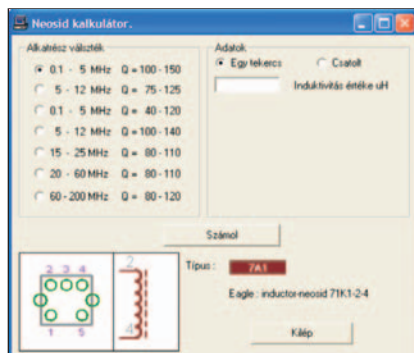 Neosid kalkulátor.
Alkatrész válszték
0.1 - 5 MHz Q = 100 - 150
5 - 12 MHz Q = 75 - 125
0.1 - 5 MHz Q = 40 - 120
5 - 12 MHz Q = 100 - 140
15 - 25 MHz Q = 80 - 110
20 - 60 MHz Q = 80 - 110
60 - 200 MHz Q = 80 - 120
Adatok
Egy tekercs Csatolt
Induktivitás értéke uH
Számol
Típus : 7A1
Eagle : inductor-neosid 71K1-2-4
Kilép
2 3 4
1 5
2
4